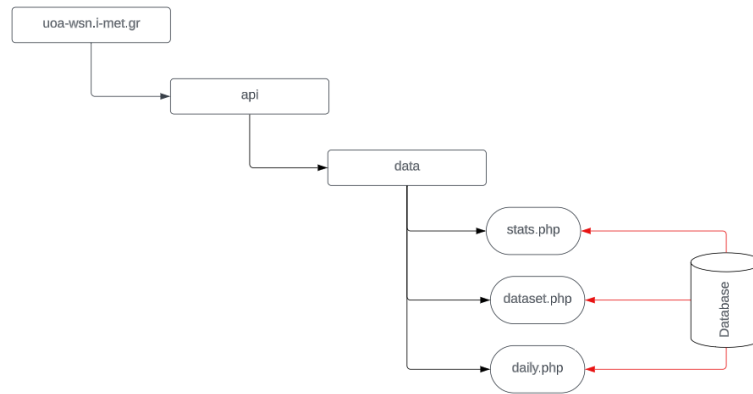 uoa-wsn.i-met.gr
api
data
stats.php
dataset.php
Database
daily.php